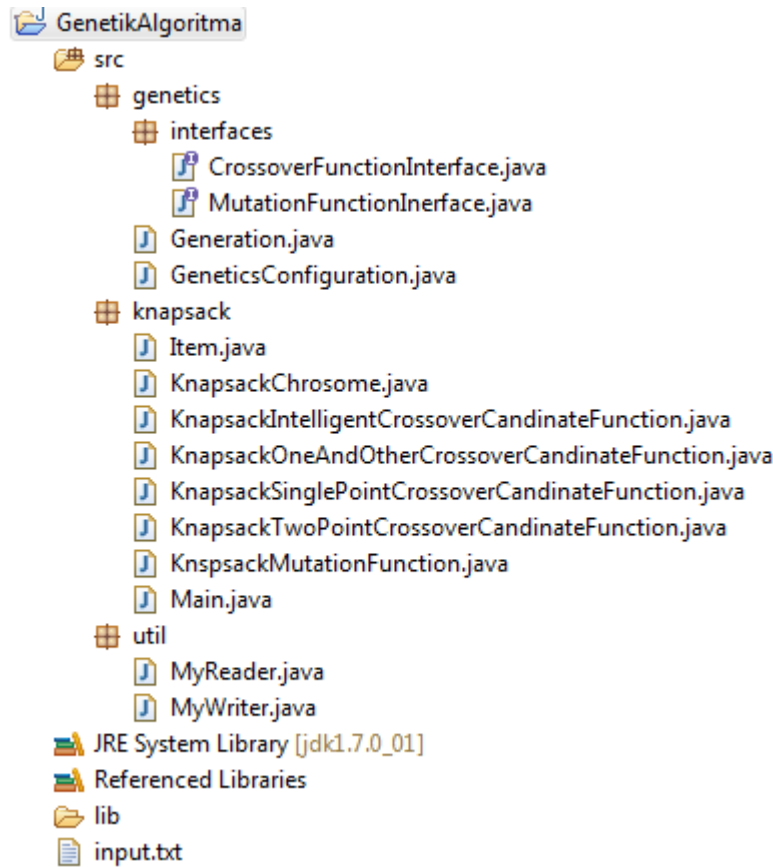 GenetikAlgoritma
src
genetics
interfaces
CrossoverFunctionInterface.java
MutationFunctionInerface.java
Generation.java
GeneticsConfiguration.java
knapsack
Item.java
KnapsackChrosome.java
KnapsackIntelligentCrossoverCandinateFunction.java
KnapsackOneAndOtherCrossoverCandinateFunction.java
KnapsackSinglePointCrossoverCandinateFunction.java
KnapsackTwoPointCrossoverCandinateFunction.java
KnspsackMutationFunction.java
Main.java
util
MyReader.java
MyWriter.java
JRE System Library [jdk1.7.0_01]
Referenced Libraries
lib
input.txt